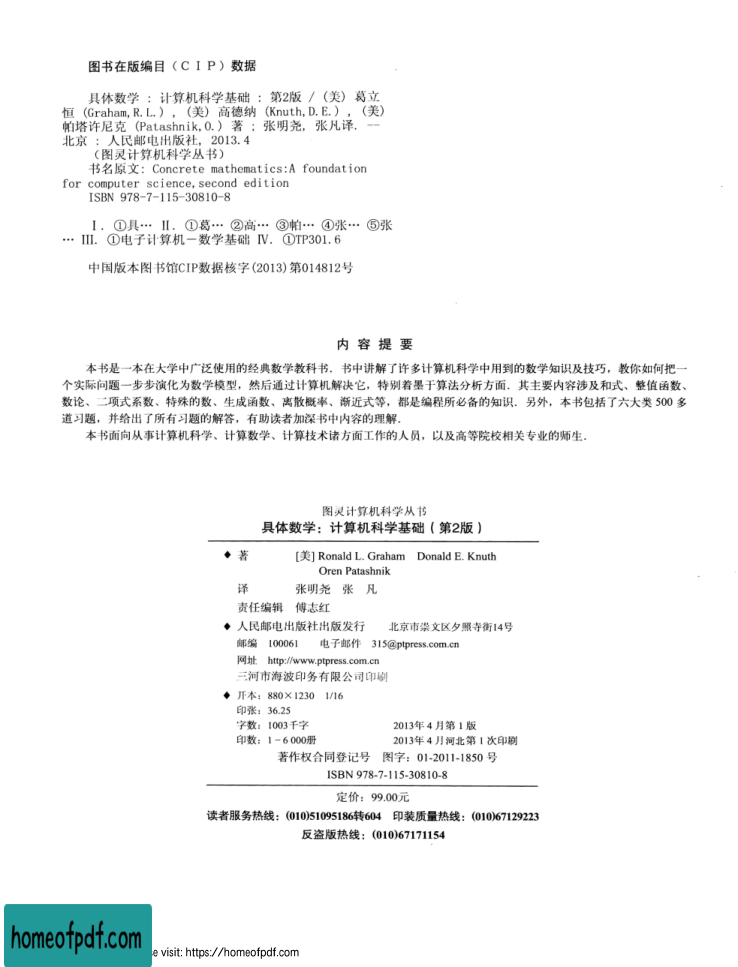 图书在版编目（CIP）数据
具体数学 : 计算机科学基础 : 第2版 / (美) 葛立
恒 (Graham,R.L.) , (美) 高德纳 (Knuth,D.E.) , (美)
帕塔许尼克 (Patashnik,O.) 著 ; 张明尧, 张凡译. --
北京 : 人民邮电出版社, 2013.4
（图灵计算机科学丛书）
书名原文: Concrete mathematics:A foundation
for computer science,second edition
ISBN 978-7-115-30810-8
Ⅰ. ①具… Ⅱ. ①葛… ②高… ③帕… ④张… ⑤张
… Ⅲ. ①电子计算机－数学基础 Ⅳ. ①TP301.6
中国版本图书馆CIP数据核字(2013)第014812号
内 容 提 要
本书是一本在大学中广泛使用的经典数学教科书．书中讲解了许多计算机科学中用到的数学知识及技巧，教你如何把一
个实际问题一步步演化为数学模型，然后通过计算机解决它，特别着墨于算法分析方面．其主要内容涉及和式、整值函数、
数论、二项式系数、特殊的数、生成函数、离散概率、渐近式等，都是编程所必备的知识．另外，本书包括了六大类 500 多
道习题，并给出了所有习题的解答，有助读者加深书中内容的理解．
本书面向从事计算机科学、计算数学、计算技术诸方面工作的人员，以及高等院校相关专业的师生．
图灵计算机科学丛书
具体数学：计算机科学基础（第2版）
◆ 著 [美] Ronald L. Graham Donald E. Knuth
Oren Patashnik
译 张明尧 张 凡
责任编辑 傅志红
◆ 人民邮电出版社出版发行 北京市崇文区夕照寺街14号
邮编 100061 电子邮件 315@ptpress.com.cn
网址 http://www.ptpress.com.cn
三河市海波印务有限公司印刷
◆ 开本：880×1230 1/16
印张：36.25
字数：1003千字 2013年 4 月第 1 版
印数：1－6 000册 2013年 4 月河北第 1 次印刷
著作权合同登记号 图字：01-2011-1850 号
ISBN 978-7-115-30810-8
定价：99.00元
读者服务热线：(010)51095186转604 印装质量热线：(010)67129223
反盗版热线：(010)67171154
homeofpdf.com
visit: https://homeofpdf.com